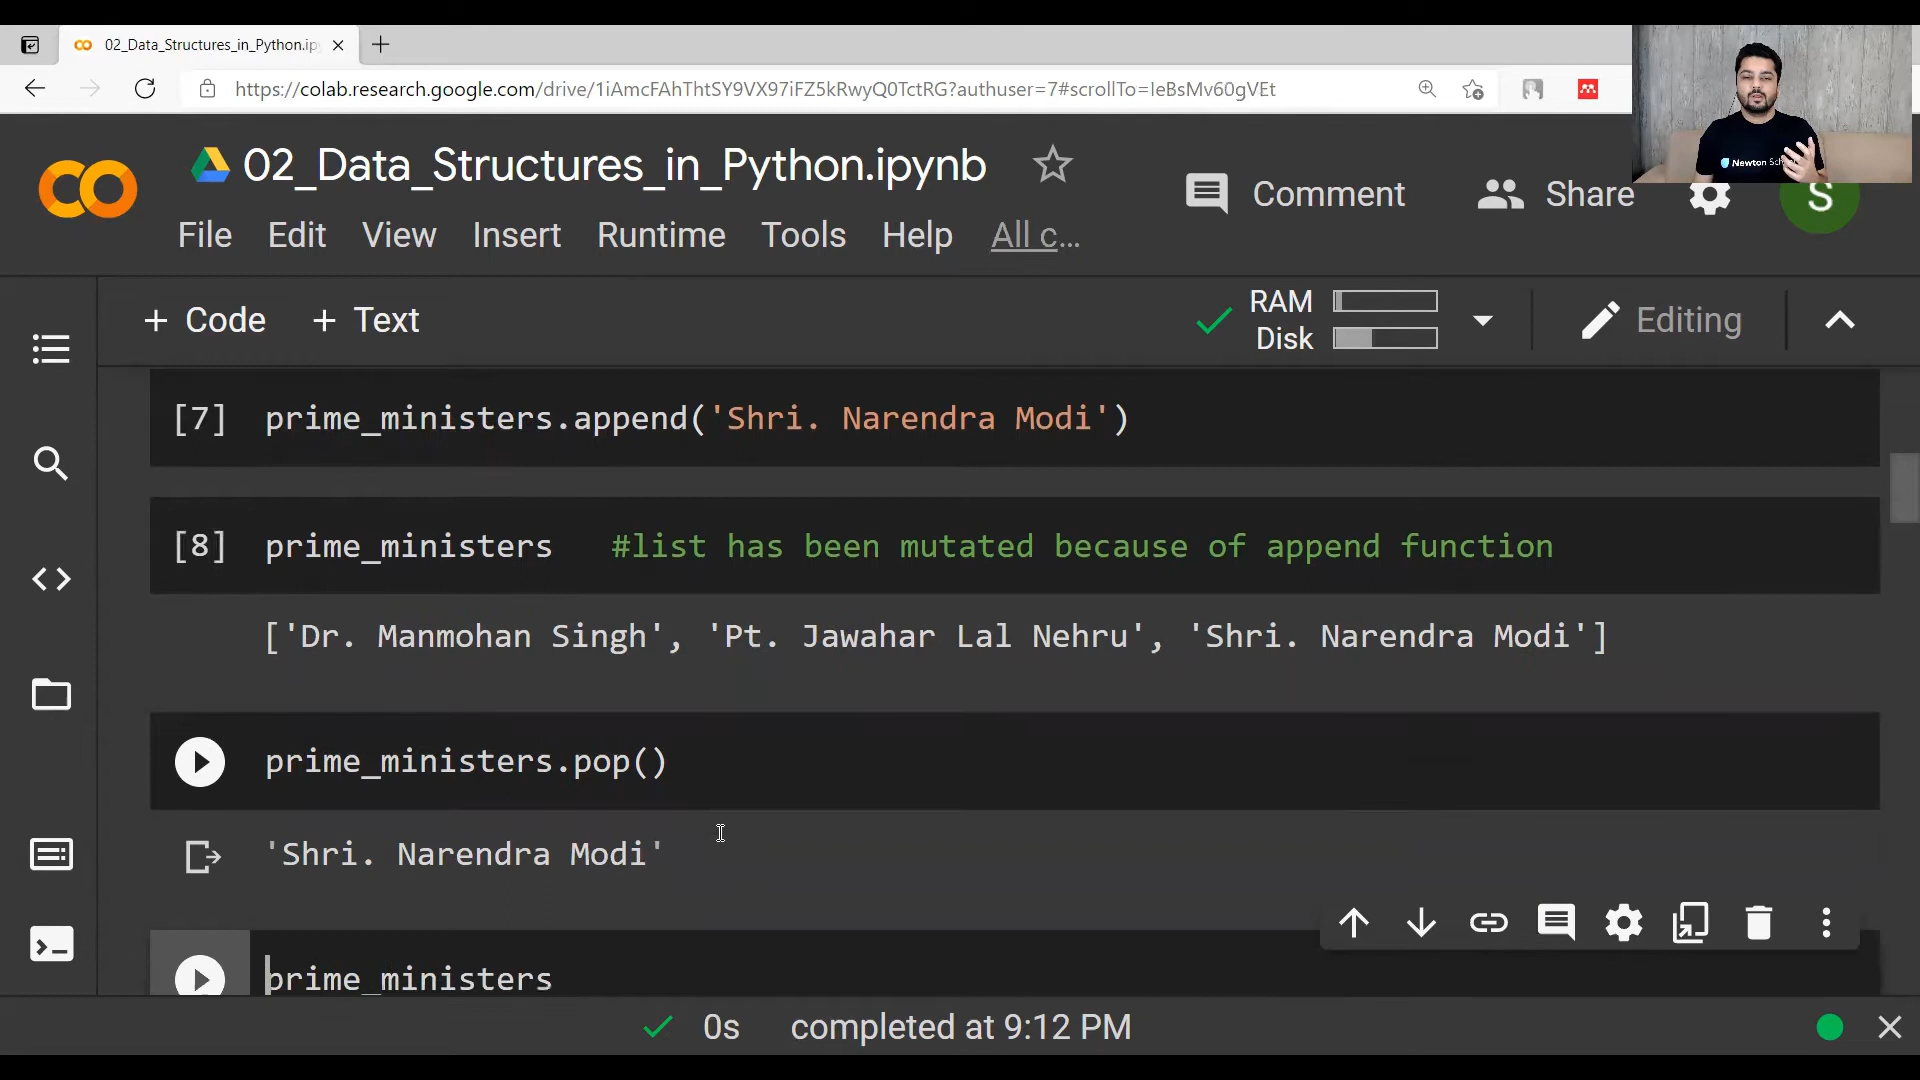 02_Data_Structures_in_Python.ip
https://colab.research.google.com/drive/1iAmcFAhThtSY9VX97iFZ5kRwyQ0TctRG?authuser=7#scrollTo=IeBsMv60gVEt
Newton
02_Data_Structures_in_Python.ipynb
Comment
Share
S
File Edit View Insert Runtime Tools Help All c...
+ Code + Text
RAM
Disk
Editing
[7] prime_ministers.append('Shri. Narendra Modi')
[8] prime_ministers #list has been mutated because of append function
['Dr. Manmohan Singh', 'Pt. Jawahar Lal Nehru', 'Shri. Narendra Modi']
prime_ministers.pop()
'Shri. Narendra Modi'
prime_ministers
0s completed at 9:12 PM